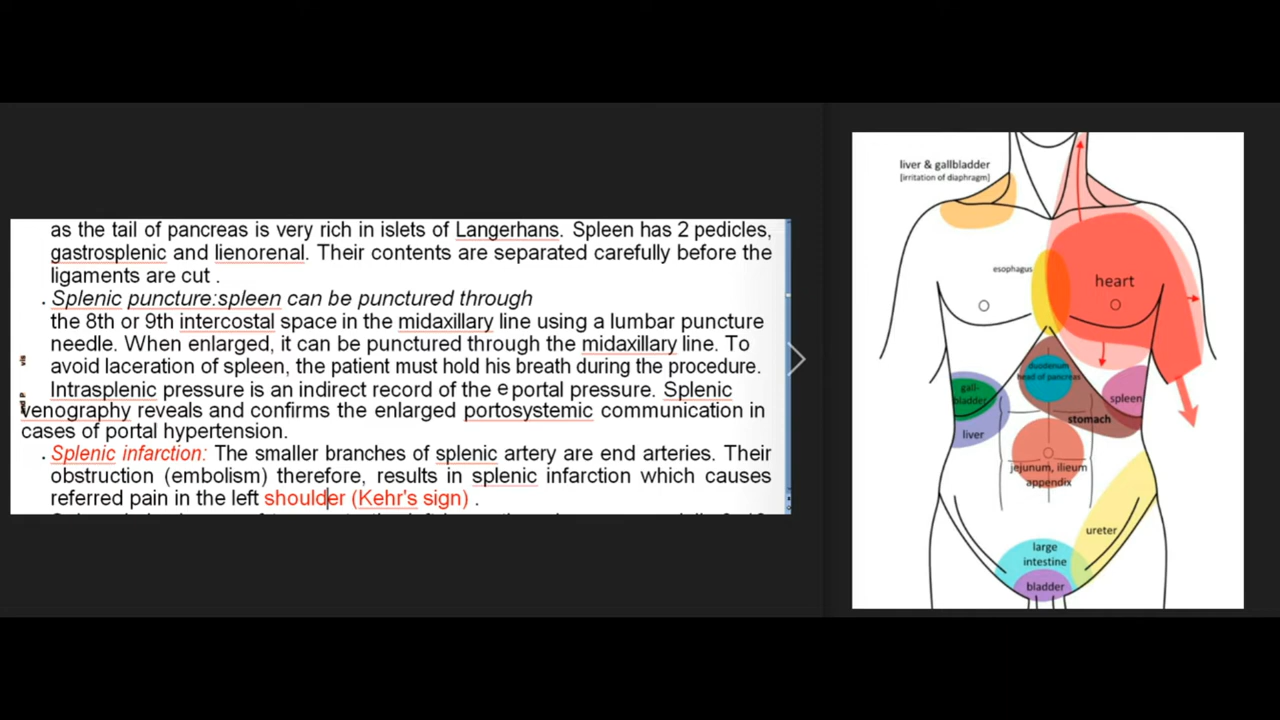 as the tail of pancreas is very rich in islets of Langerhans. Spleen has 2 pedicles,
gastrosplenic and lienorenal. Their contents are separated carefully before the
ligaments are cut .
. Splenic puncture:spleen can be punctured through
the 8th or 9th intercostal space in the midaxillary line using a lumbar puncture
needle. When enlarged, it can be punctured through the midaxillary line. To
avoid laceration of spleen, the patient must hold his breath during the procedure.
Intrasplenic pressure is an indirect record of the e portal pressure. Splenic
venography reveals and confirms the enlarged portosystemic communication in
cases of portal hypertension.
. Splenic infarction: The smaller branches of splenic artery are end arteries. Their
obstruction (embolism) therefore, results in splenic infarction which causes
referred pain in the left shoulder (Kehr's sign) .
vis
and P
liver & gallbladder
[irritation of diaphragm]
esophagus
heart
duodenum
head of pancreas
gall-
bladder
spleen
stomach
liver
jejunum, ilieum
appendix
ureter
large
intestine
bladder